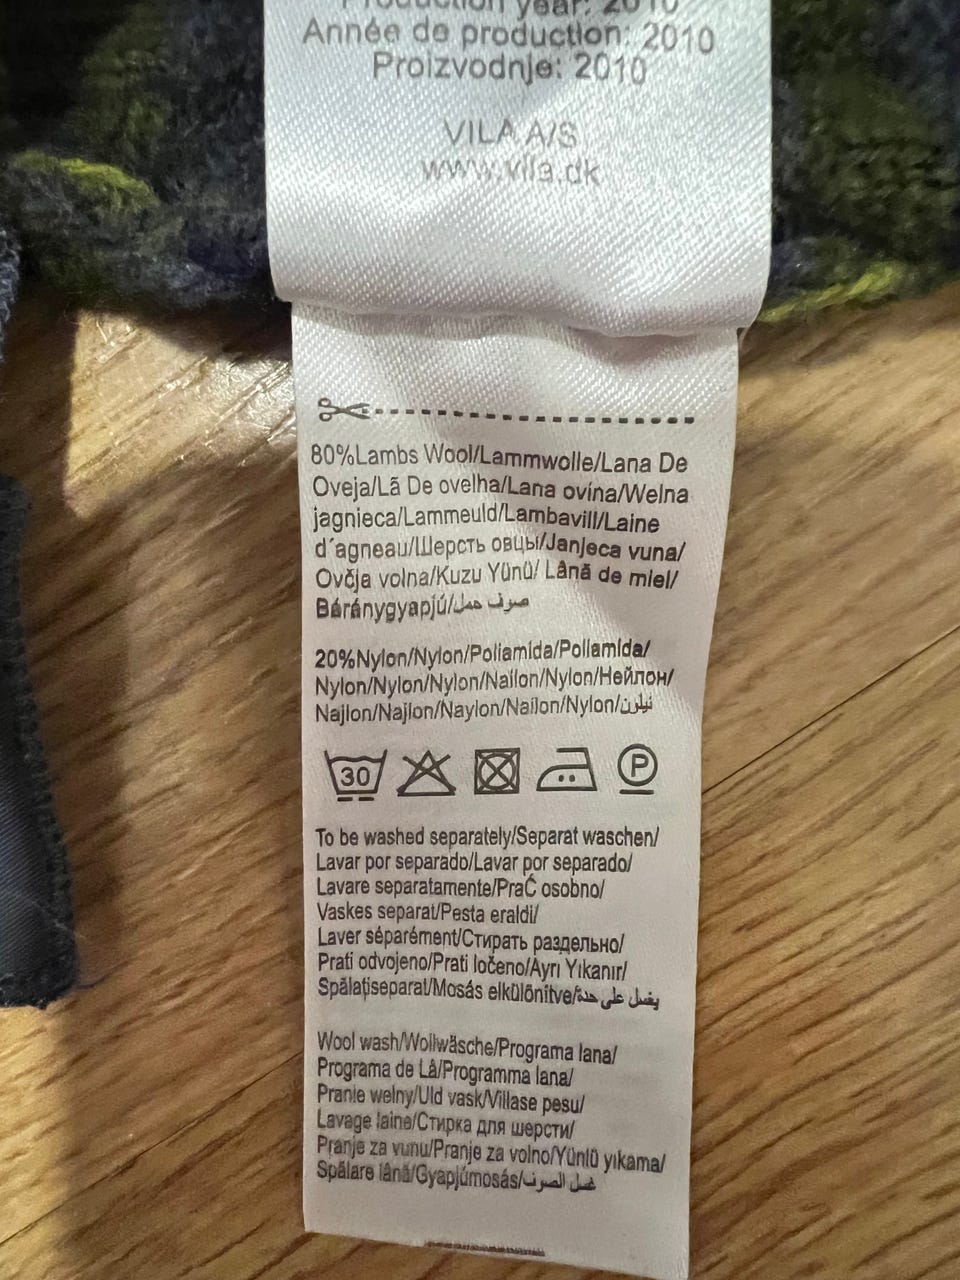 Production year: 2010
Année de production: 2010
Proizvodnje: 2010
VILA A/S
www.vila.dk
80%Lambs Wool/Lammwolle/Lana De
Oveja/Lã De ovelha/Lana ovina/Wełna
jagnieca/Lammeuld/Lambavill/Laine
d´agneau/Шерсть овцы/Janjeca vuna/
Ovčja volna/Kuzu Yünü/ Lână de miel/
Báránygyapjú/صوف حمل
20%Nylon/Nylon/Poliamida/Poliamida/
Nylon/Nylon/Nylon/Nailon/Nylon/Нейлон/
Najlon/Najlon/Naylon/Nailon/Nylon/نيلون
30
P
To be washed separately/Separat waschen/
Lavar por separado/Lavar por separado/
Lavare separatamente/PraĆ osobno/
Vaskes separat/Pesta eraldi/
Laver séparément/Стирать раздельно/
Prati odvojeno/Prati ločeno/Ayrı Yıkanır/
Spălațiseparat/Mosás elkülönitve/يغسل على حدة
Wool wash/Wollwäsche/Programa lana/
Programa de Lã/Programma lana/
Pranie wełny/Uld vask/Villase pesu/
Lavage laine/Стирка для шерсти/
Pranje za vunu/Pranje za volno/Yünlü yıkama/
Spălare lână/Gyapjúmosás/غسل الصوف